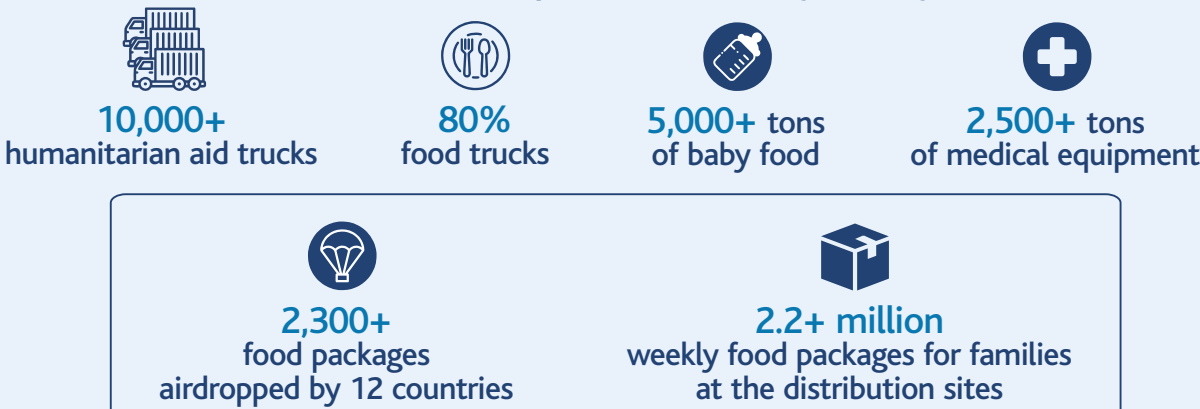 10,000+
humanitarian aid trucks
80%
food trucks
5,000+ tons
of baby food
2,500+ tons
of medical equipment
2,300+
food packages
airdropped by 12 countries
2.2+ million
weekly food packages for families
at the distribution sites